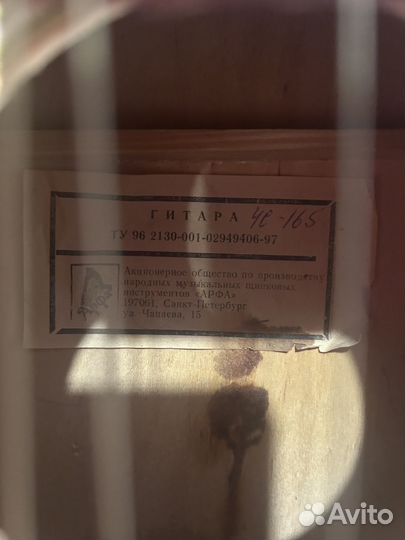 ГИТАРА 4С-165
ТУ 96 2130-001-02949406-97
Акционерное общество по производству
народных музыкальных щипковых
инструментов «АРФА»
197061, Санкт-Петербург
ул. Чапаева, 15
Avito